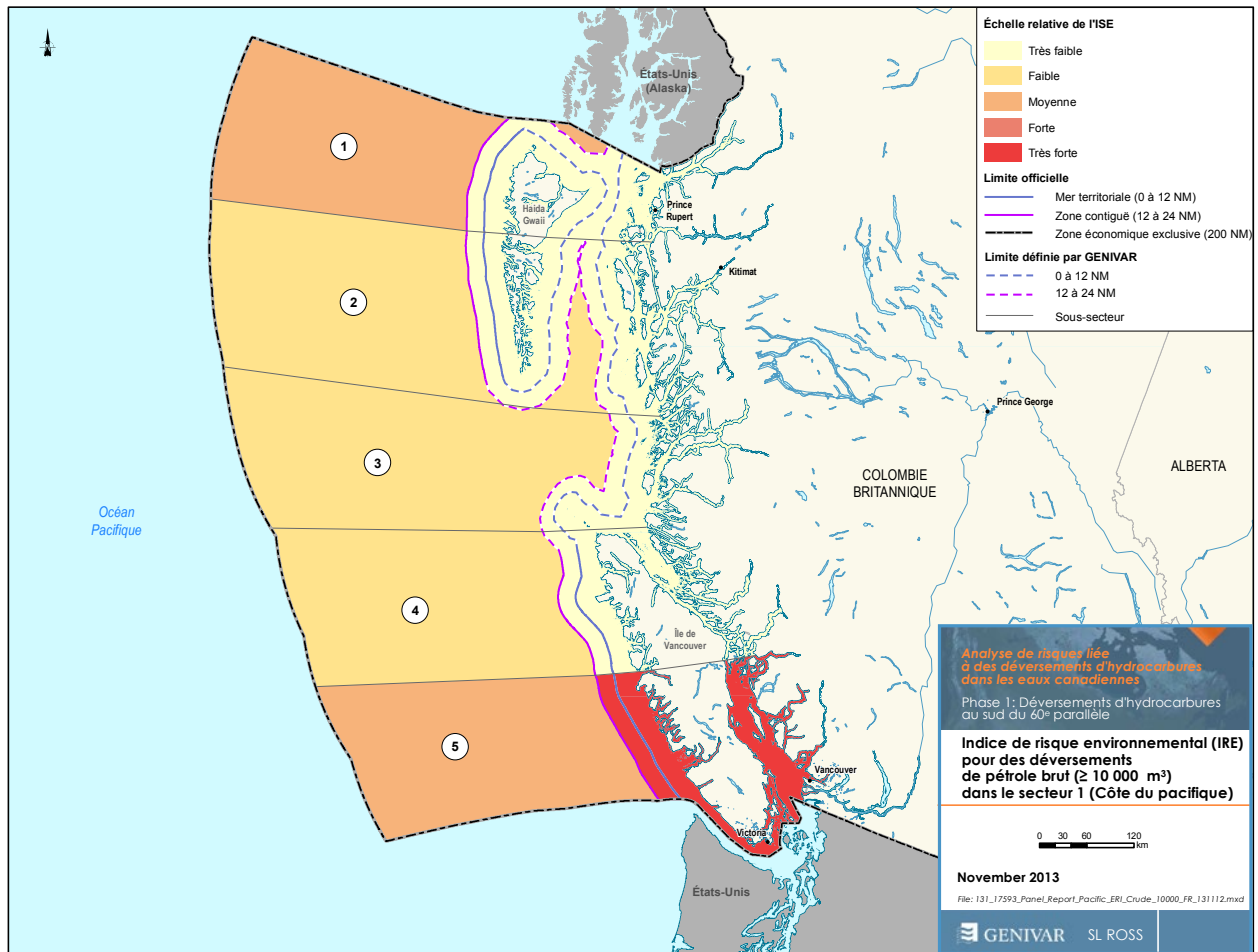 Échelle relative de l'ISE
Très faible
Faible
Moyenne
Forte
Très forte
Limite officielle
Mer territoriale (0 à 12 NM)
Zone contiguë (12 à 24 NM)
Zone économique exclusive (200 NM)
Limite définie par GENIVAR
0 à 12 NM
12 à 24 NM
Sous-secteur
États-Unis
(Alaska)
1
Haida
Gwaii
Prince
Rupert
Kitimat
2
Prince George
3
COLOMBIE
BRITANNIQUE
ALBERTA
Océan
Pacifique
4
Île de
Vancouver
5
Vancouver
Victoria
États-Unis
Analyse de risques liée
à des déversements d'hydrocarbures
dans les eaux canadiennes
Phase 1: Déversements d'hydrocarbures
au sud du 60e parallèle
Indice de risque environnemental (IRE)
pour des déversements
de pétrole brut (≥ 10 000 m³)
dans le secteur 1 (Côte du pacifique)
0 30 60 120
km
November 2013
File: 131_17593_Panel_Report_Pacific_ERI_Crude_10000_FR_131112.mxd
GENIVAR SL ROSS